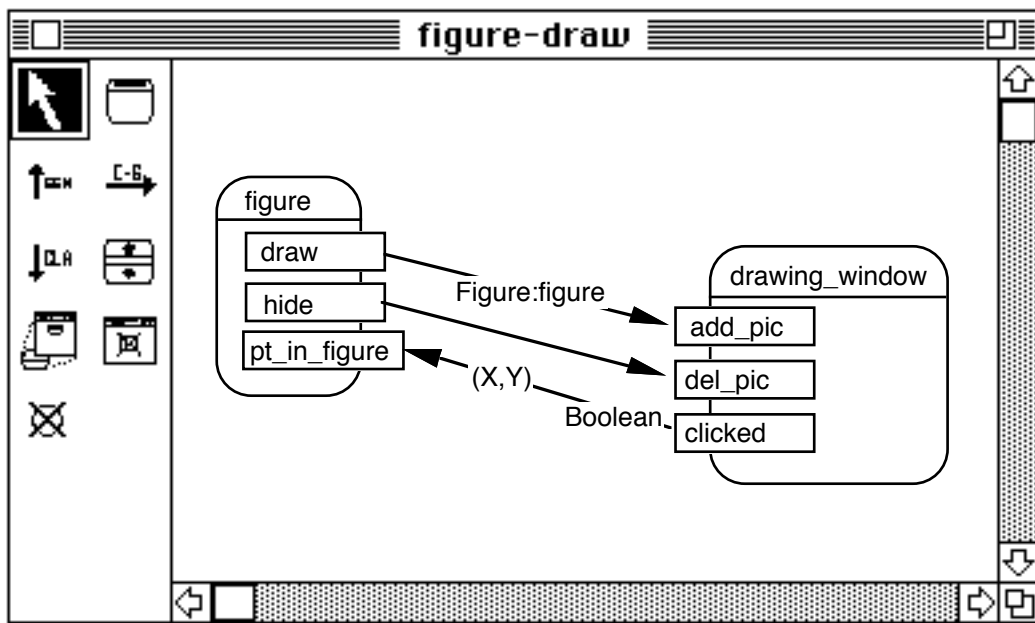 figure-draw
C-G
figure
draw
hide
pt_in_figure
Figure:figure
(X,Y)
Boolean
drawing_window
add_pic
del_pic
clicked